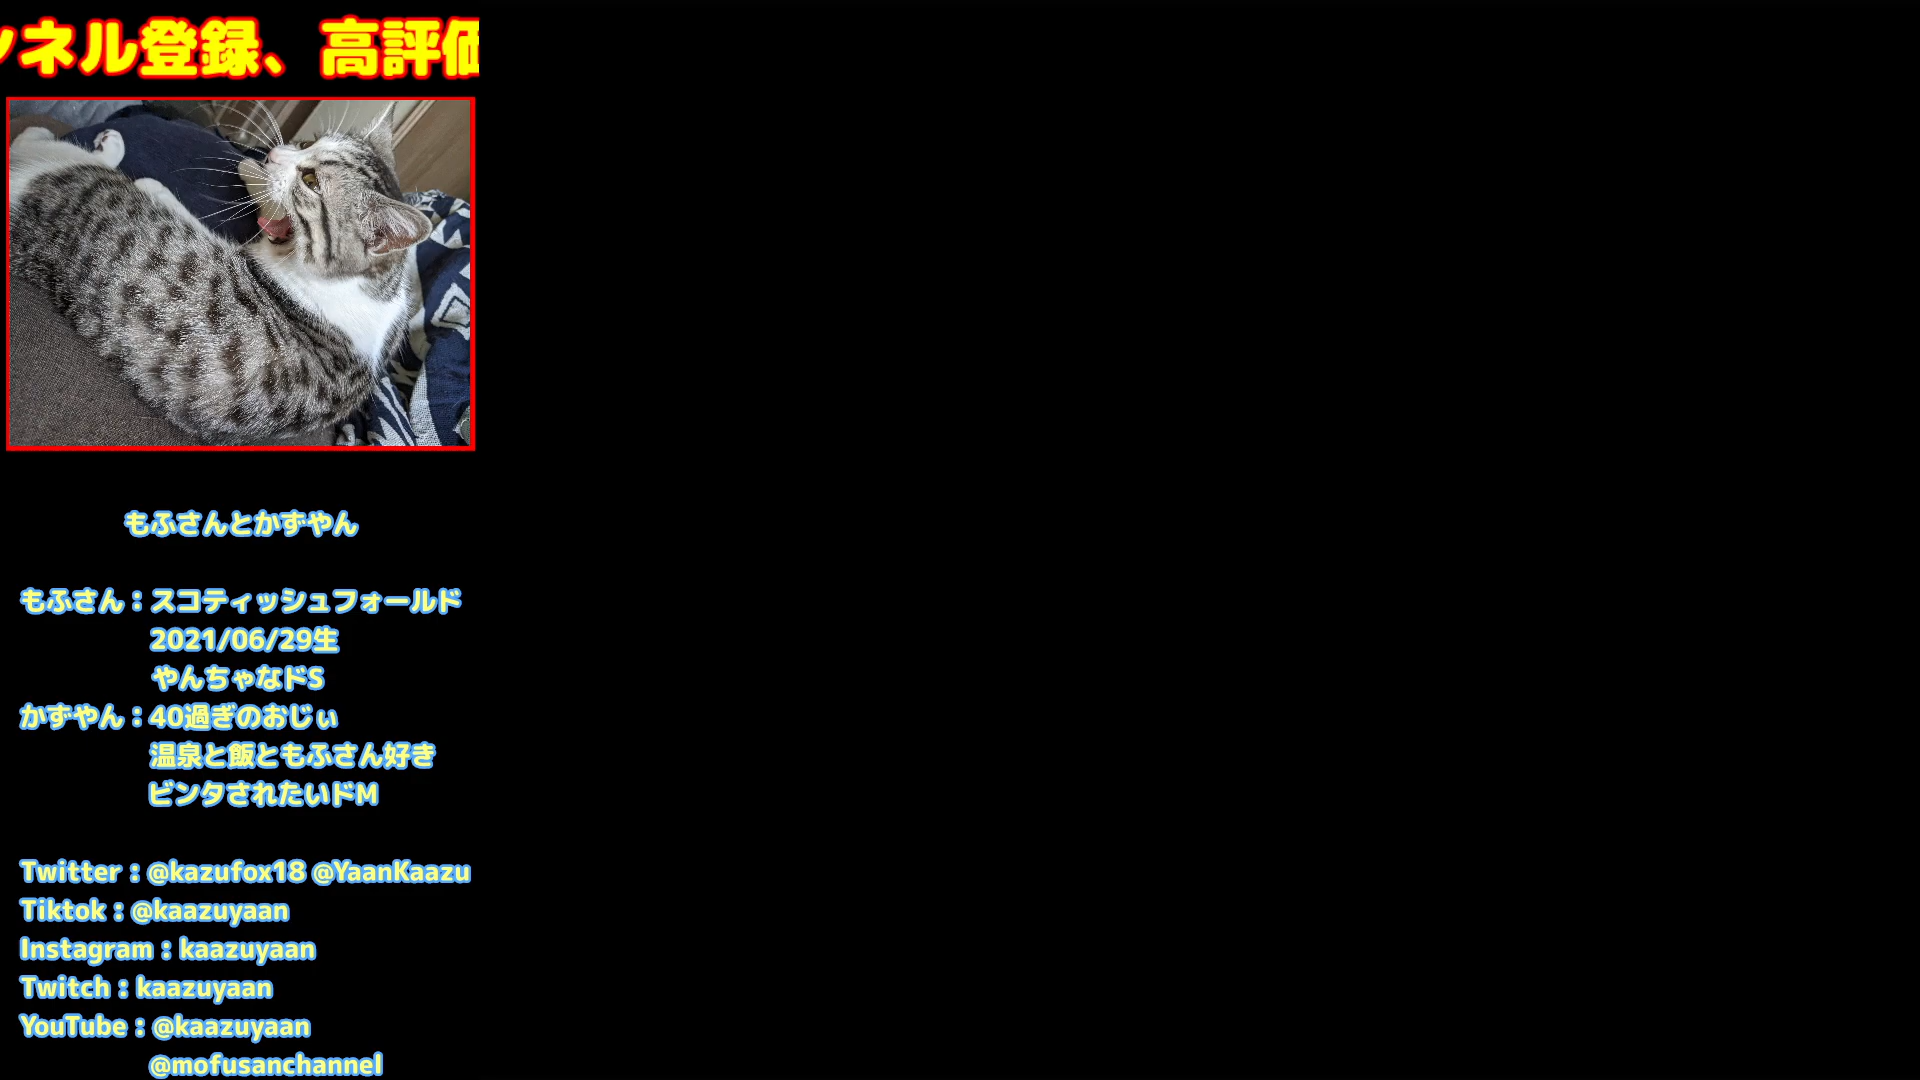 ンネル登録、高評価
もふさんとかずやん
もふさん：スコティッシュフォールド
2021/06/29生
やんちゃなドS
かずやん：40過ぎのおじぃ
温泉と飯ともふさん好き
ビンタされたいドM
Twitter：@kazufox18 @YaanKaazu
Tiktok：@kaazuyaan
Instagram：kaazuyaan
Twitch：kaazuyaan
YouTube：@kaazuyaan
@mofusanchannel